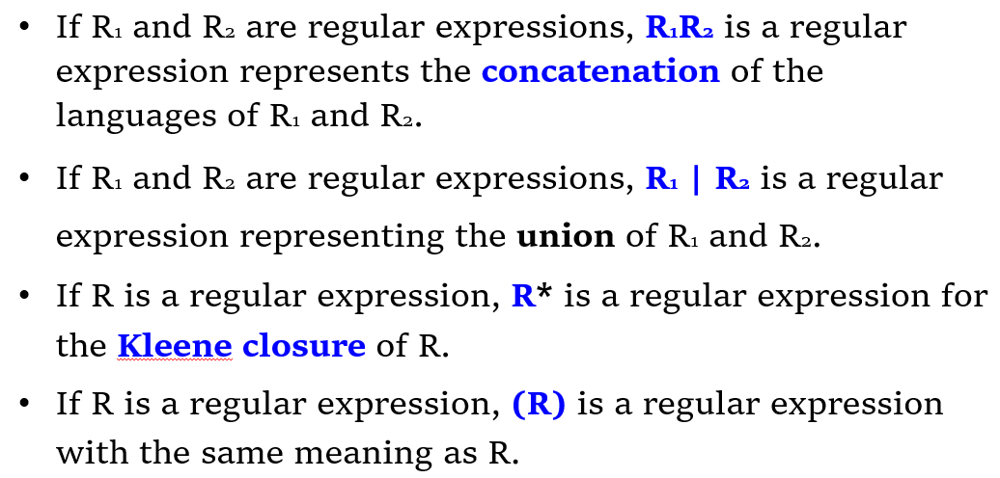 • If R₁ and R₂ are regular expressions, R₁R₂ is a regular
expression represents the concatenation of the
languages of R₁ and R₂.
• If R₁ and R₂ are regular expressions, R₁ | R₂ is a regular
expression representing the union of R₁ and R₂.
• If R is a regular expression, R* is a regular expression for
the Kleene closure of R.
• If R is a regular expression, (R) is a regular expression
with the same meaning as R.